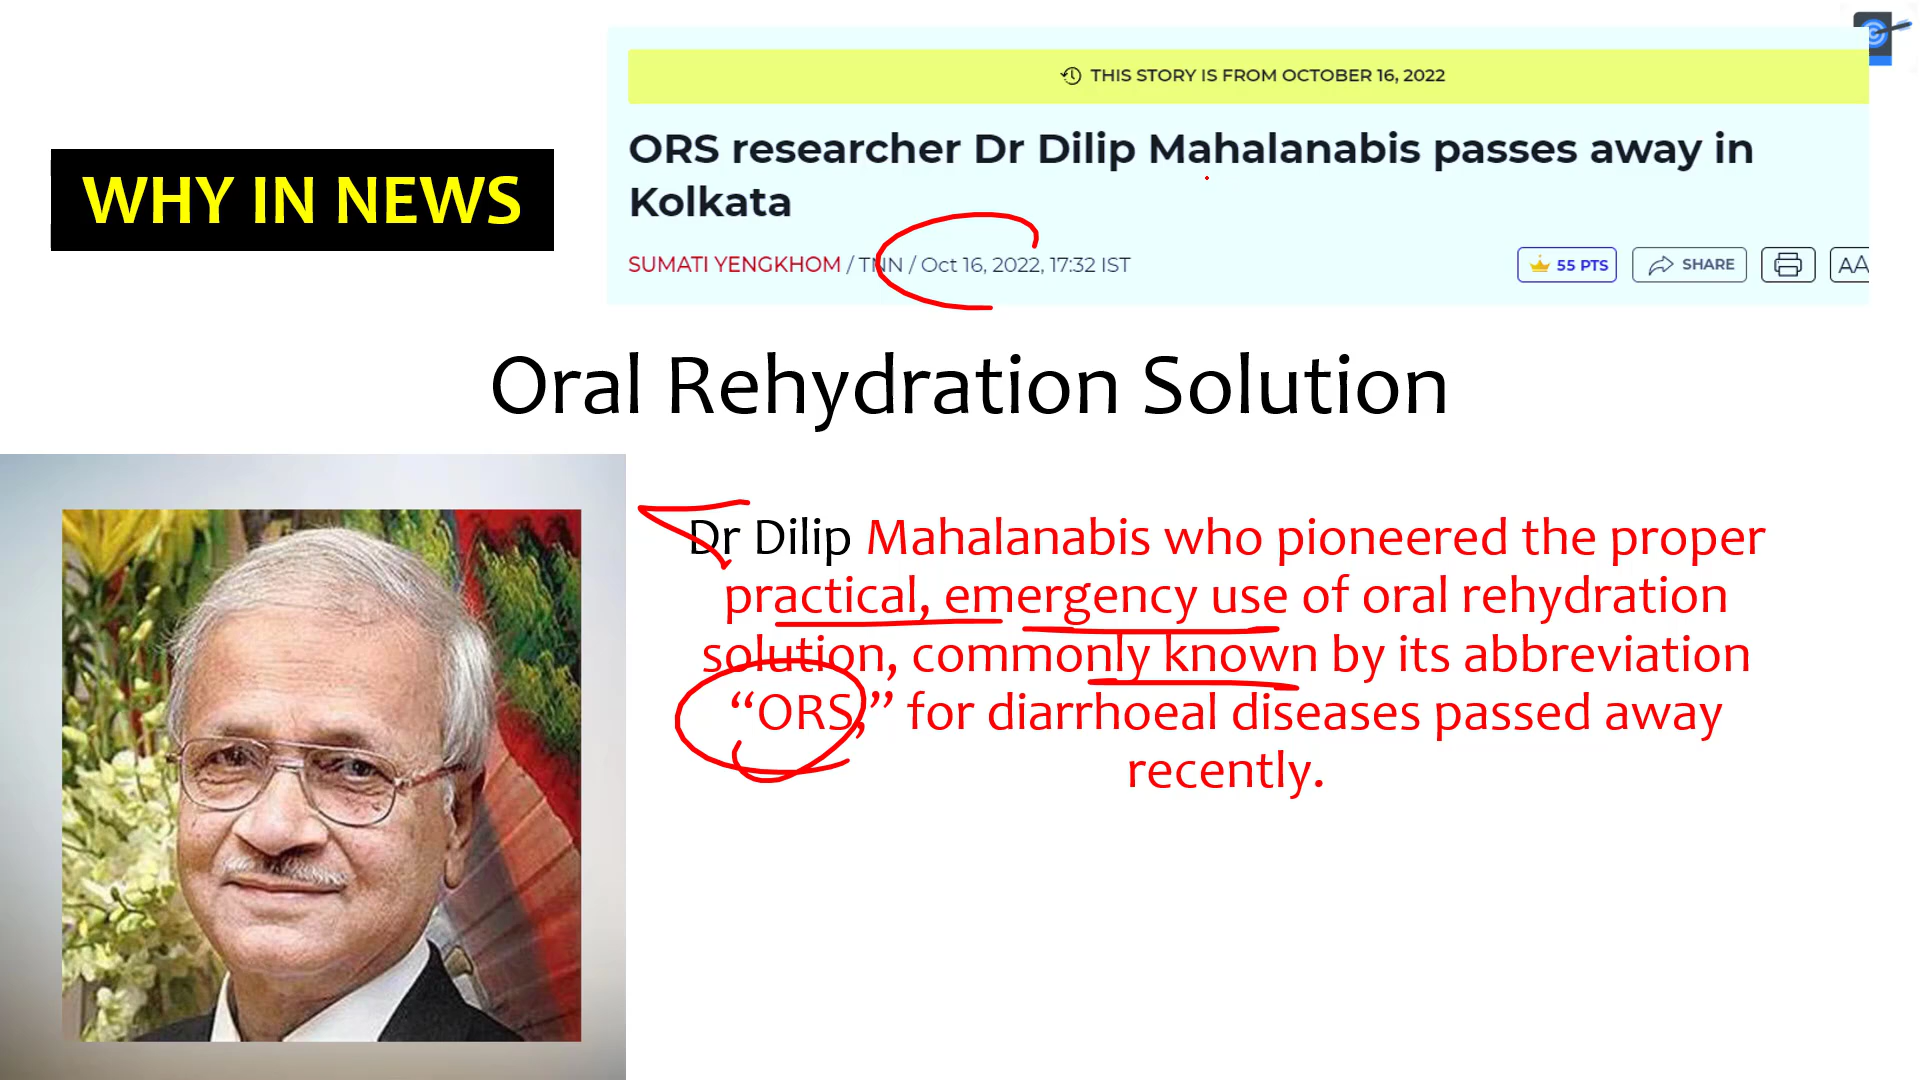 THIS STORY IS FROM OCTOBER 16, 2022
ORS researcher Dr Dilip Mahalanabis passes away in
Kolkata
SUMATI YENGKHOM / TNN / Oct 16, 2022, 17:32 IST
55 PTS
SHARE
AA
WHY IN NEWS
Oral Rehydration Solution
Dr Dilip Mahalanabis who pioneered the proper
practical, emergency use of oral rehydration
solution, commonly known by its abbreviation
“ORS,” for diarrhoeal diseases passed away
recently.